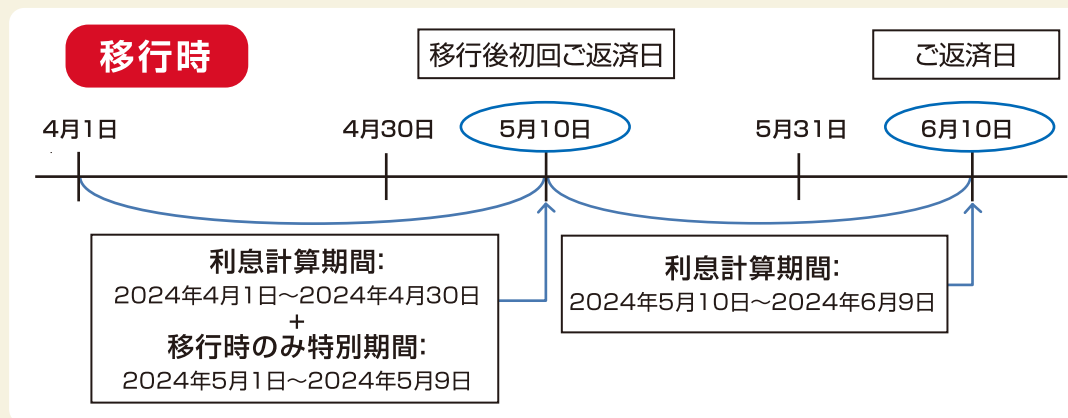 移行時
移行後初回ご返済日
ご返済日
4月1日
4月30日
5月10日
5月31日
6月10日
利息計算期間:
2024年4月1日～2024年4月30日
+
移行時のみ特別期間:
2024年5月1日～2024年5月9日
利息計算期間:
2024年5月10日～2024年6月9日